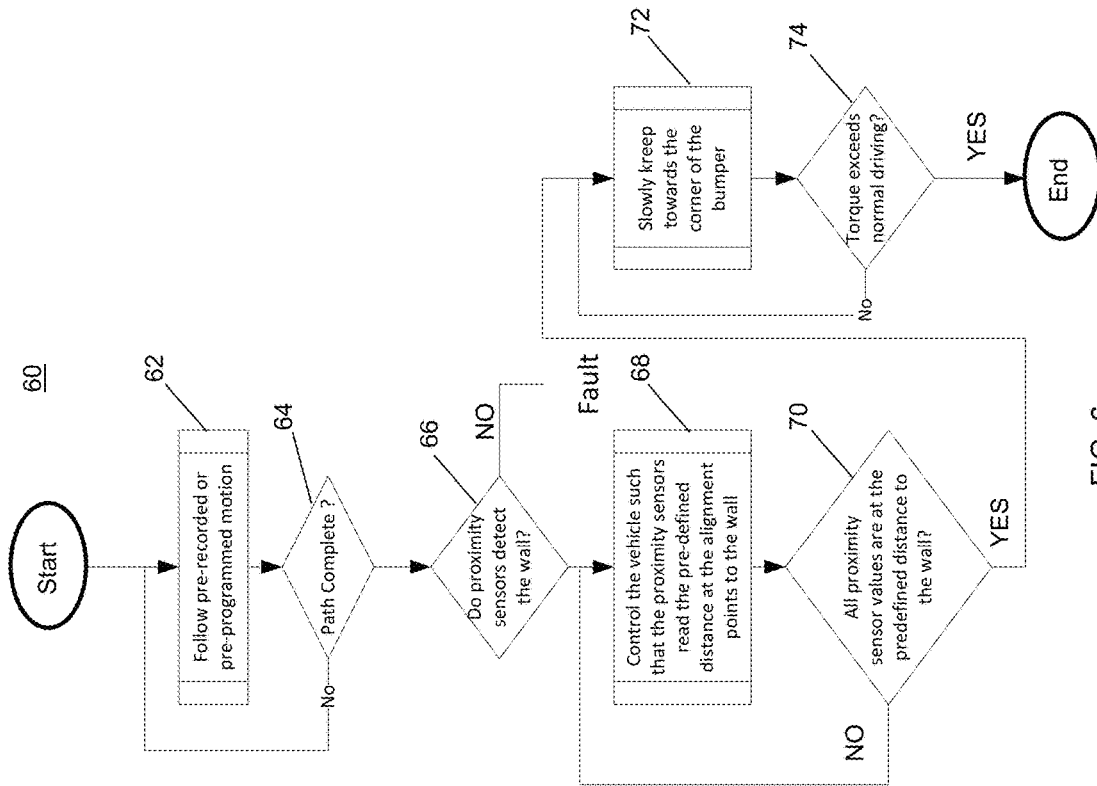 60
Start
62
Follow pre-recorded or
pre-programmed motion
64
Path Complete ?
No
66
Do proximity
sensors detect
the wall?
NO
Fault
68
Control the vehicle such
that the proximity sensors
read the pre-defined
distance at the alignment
points to the wall
70
All proximity
sensor values are at the
predefined distance to
the wall?
NO
YES
72
Slowly kreep
towards the
corner of the
bumper
74
Torque exceeds
normal driving?
No
YES
End
FIG.